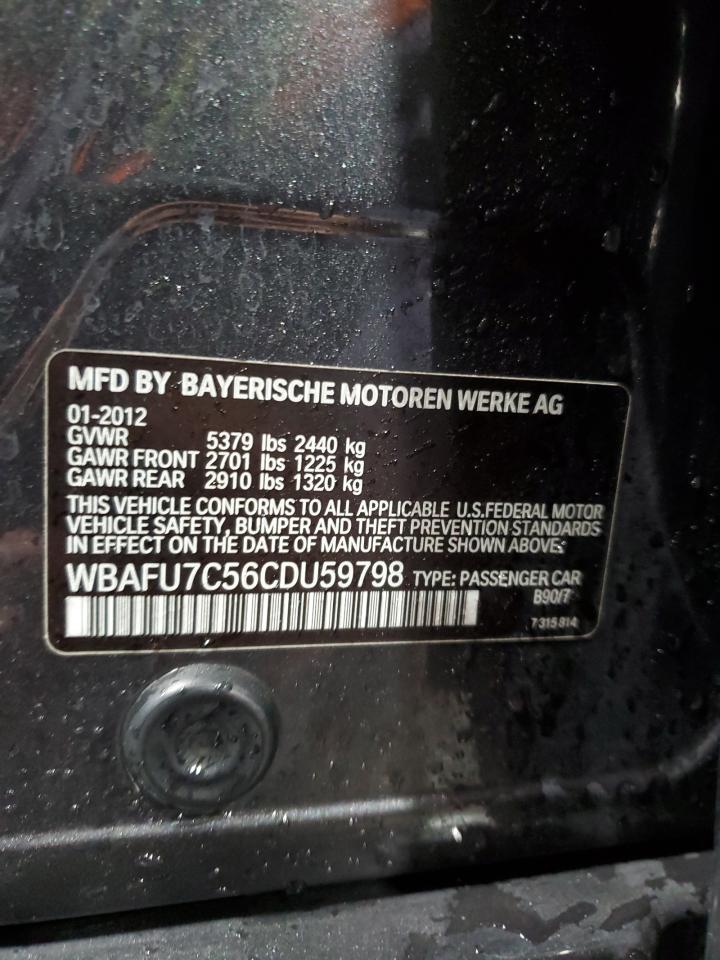 MFD BY BAYERISCHE MOTOREN WERKE AG
01-2012
GVWR 5379 lbs 2440 kg
GAWR FRONT 2701 lbs 1225 kg
GAWR REAR 2910 lbs 1320 kg
THIS VEHICLE CONFORMS TO ALL APPLICABLE U.S.FEDERAL MOTOR
VEHICLE SAFETY, BUMPER AND THEFT PREVENTION STANDARDS
IN EFFECT ON THE DATE OF MANUFACTURE SHOWN ABOVE:
WBAFU7C56CDU59798 TYPE: PASSENGER CAR
B90/7
7 315 814